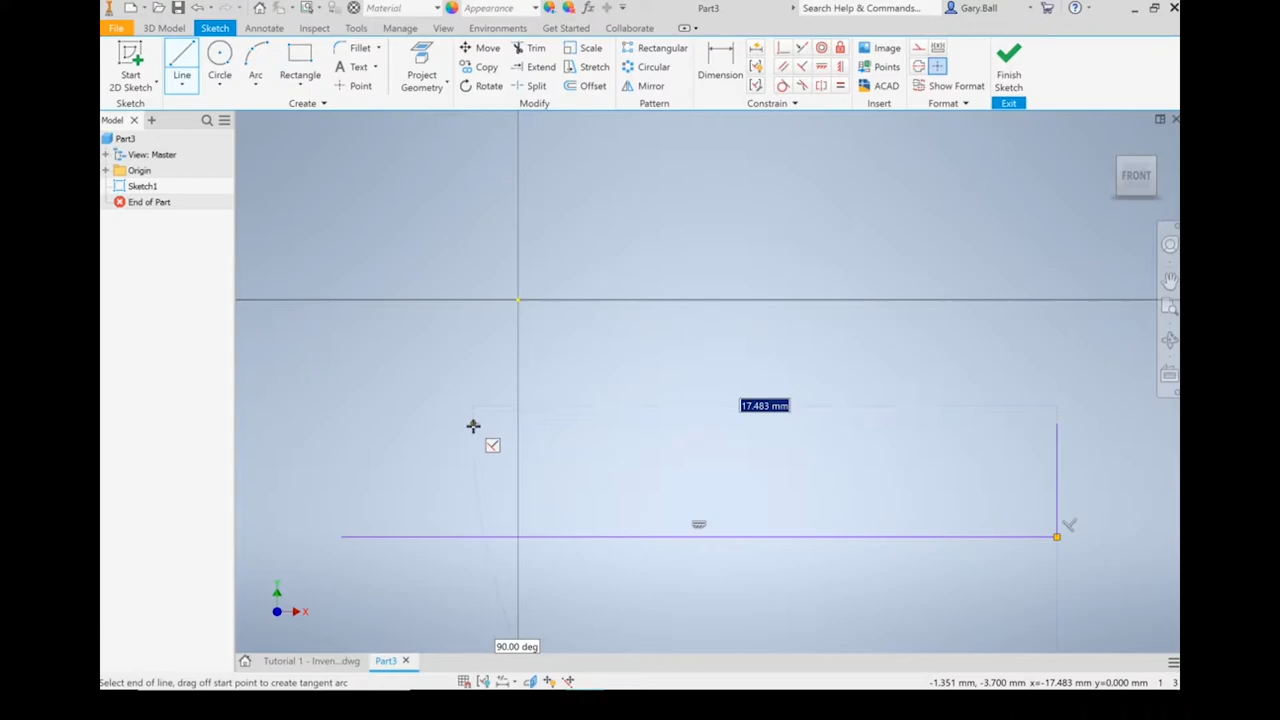 Material
Appearance
Part3
Search Help & Commands...
Gary.Ball
File
3D Model
Sketch
Annotate
Inspect
Tools
Manage
View
Environments
Get Started
Collaborate
Start
2D Sketch
Line
Circle
Arc
Rectangle
Fillet
Text
Point
Project
Geometry
Move
Copy
Rotate
Trim
Extend
Split
Scale
Stretch
Offset
Rectangular
Circular
Mirror
Dimension
Image
Points
ACAD
Show Format
Finish
Sketch
Sketch
Create
Modify
Pattern
Constrain
Insert
Format
Exit
Model
Part3
View: Master
Origin
Sketch1
End of Part
FRONT
17.483 mm
90.00 deg
Y
X
Tutorial 1 - Inven...dwg
Part3
Select end of line, drag off start point to create tangent arc
-1.351 mm, -3.700 mm x=-17.483 mm y=0.000 mm 1 3